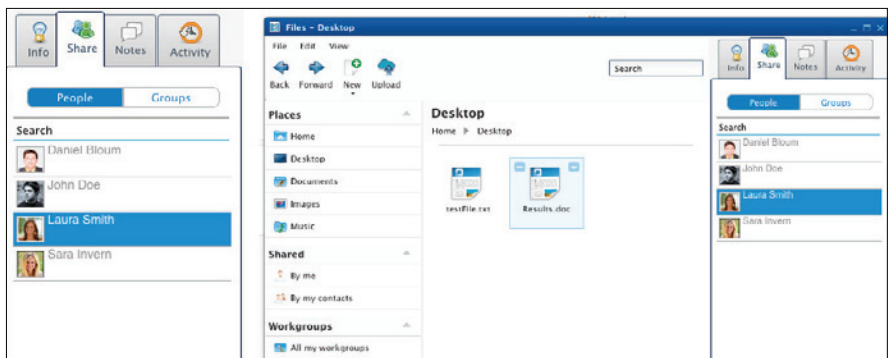 Info Share Notes Activity
People Groups
Search
Daniel Bloum
John Doe
Laura Smith
Sara Invern
Files - Desktop
File Edit View
Back Forward New Upload
Search
Places
Home
Desktop
Documents
Images
Music
Shared
By me
By my contacts
Workgroups
All my workgroups
Desktop
Home Desktop
testFile.txt Results.doc
Info Share Notes Activity
People Groups
Search
Daniel Bloum
John Doe
Laura Smith
Sara Invern